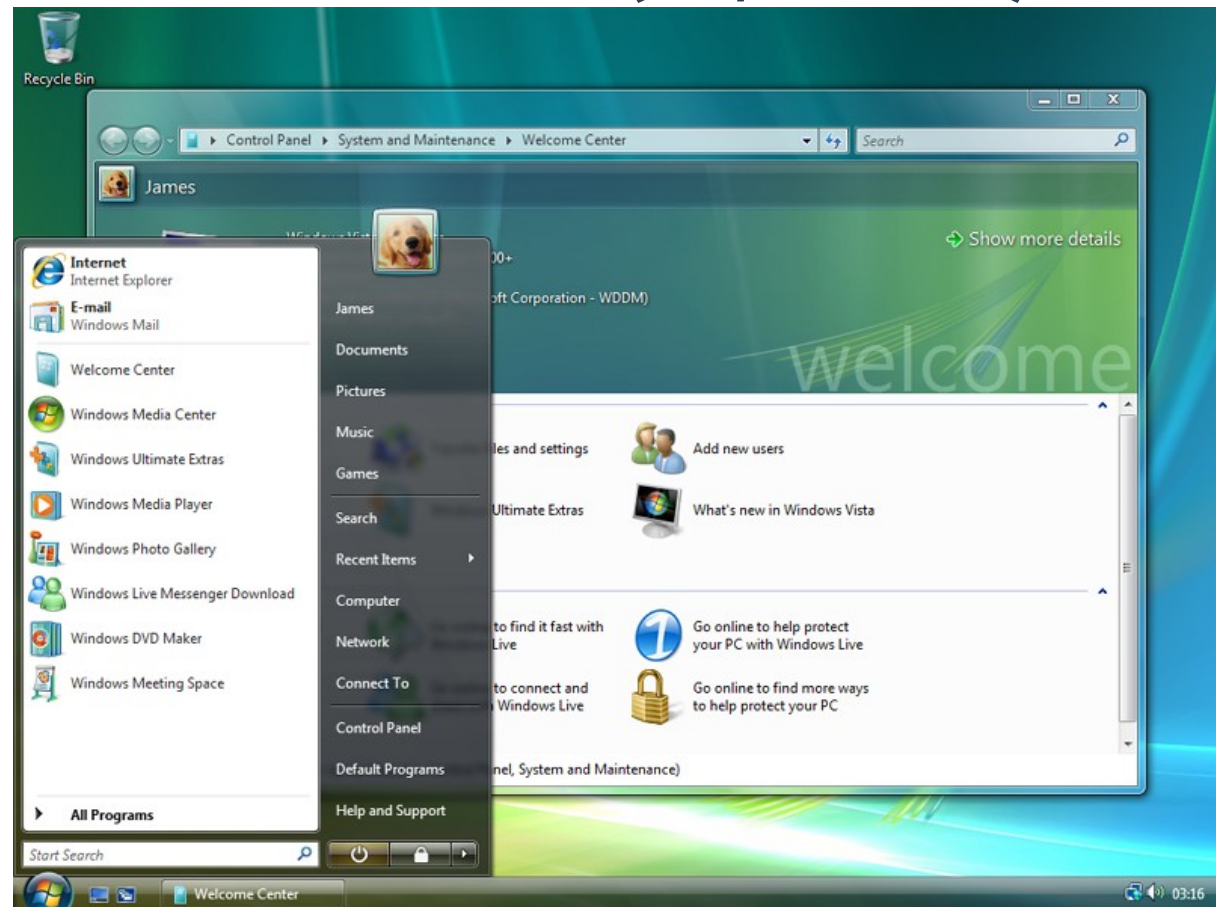 Recycle Bin
Control Panel
System and Maintenance
Welcome Center
Search
James
Show more details
00+
oft Corporation - WDDM)
welcome
Internet
Internet Explorer
E-mail
Windows Mail
Welcome Center
Windows Media Center
Windows Ultimate Extras
Windows Media Player
Windows Photo Gallery
Windows Live Messenger Download
Windows DVD Maker
Windows Meeting Space
All Programs
Start Search
James
Documents
Pictures
Music
Games
Search
Recent Items
Computer
Network
Connect To
Control Panel
Default Programs
Help and Support
les and settings
Add new users
Ultimate Extras
What's new in Windows Vista
to find it fast with
Live
Go online to help protect
your PC with Windows Live
to connect and
Windows Live
Go online to find more ways
to help protect your PC
nel, System and Maintenance)
Welcome Center
03:16